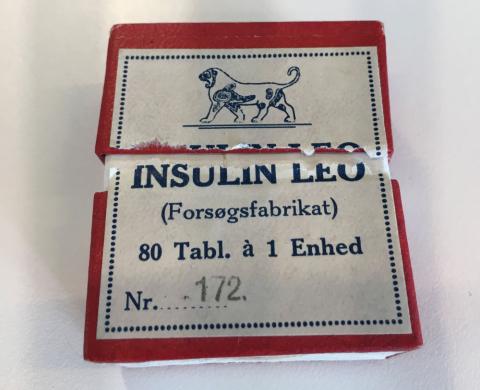 INSULIN LEO
(Forsøgsfabrikat)
80 Tabl. à 1 Enhed
Nr. 172.